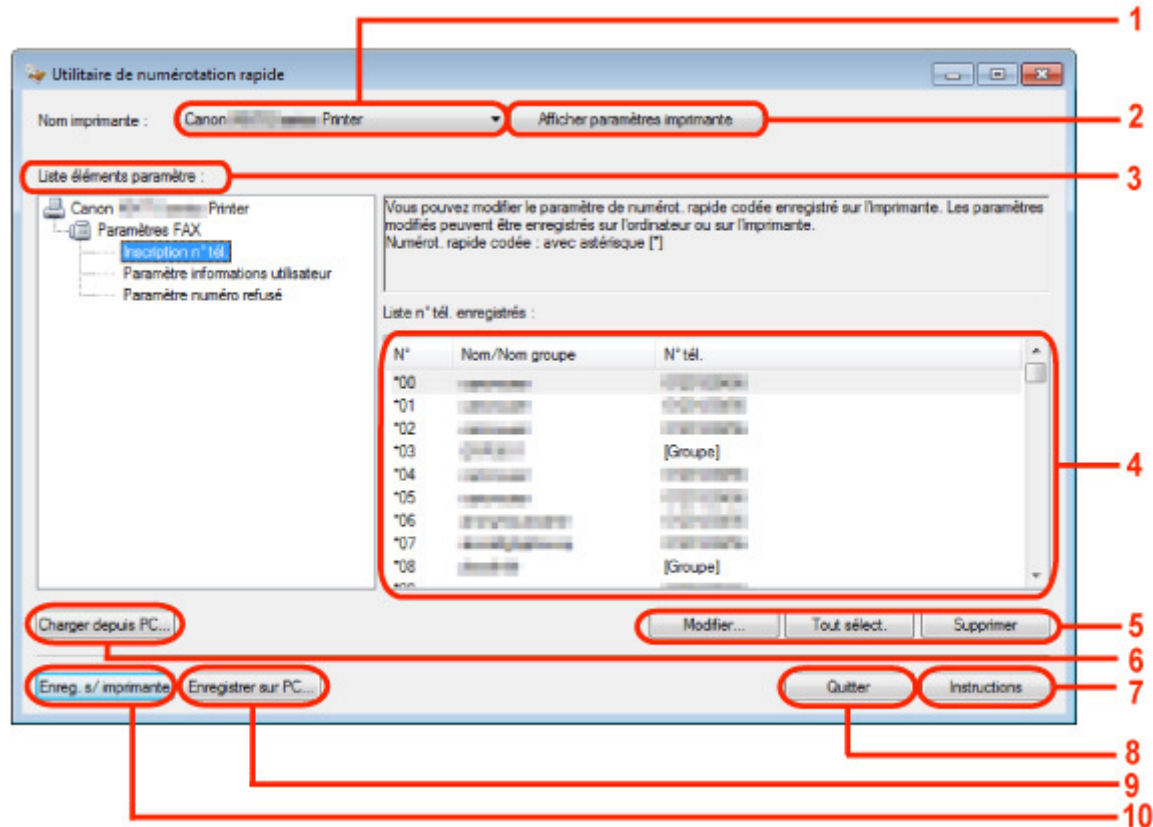 1
Utilitaire de numérotation rapide
Nom imprimante : Canon Printer Afficher paramètres imprimante 2
Liste éléments paramètre : 3
Canon Printer
Paramètres FAX
Inscription n° tél.
Paramètre informations utilisateur
Paramètre numéro refusé
Vous pouvez modifier le paramètre de numérot. rapide codée enregistré sur l'imprimante. Les paramètres
modifiés peuvent être enregistrés sur l'ordinateur ou sur l'imprimante.
Numérot. rapide codée : avec astérisque [*]
Liste n° tél. enregistrés :
N° Nom/Nom groupe N° tél.
*00
*01
*02
*03 [Groupe]
*04
4
*05
*06
*07
*08 [Groupe]
Charger depuis PC... Modifier... Tout sélect. Supprimer 5
6
Enreg. s/ imprimante Enregistrer sur PC... Quitter Instructions 7
8
9
10